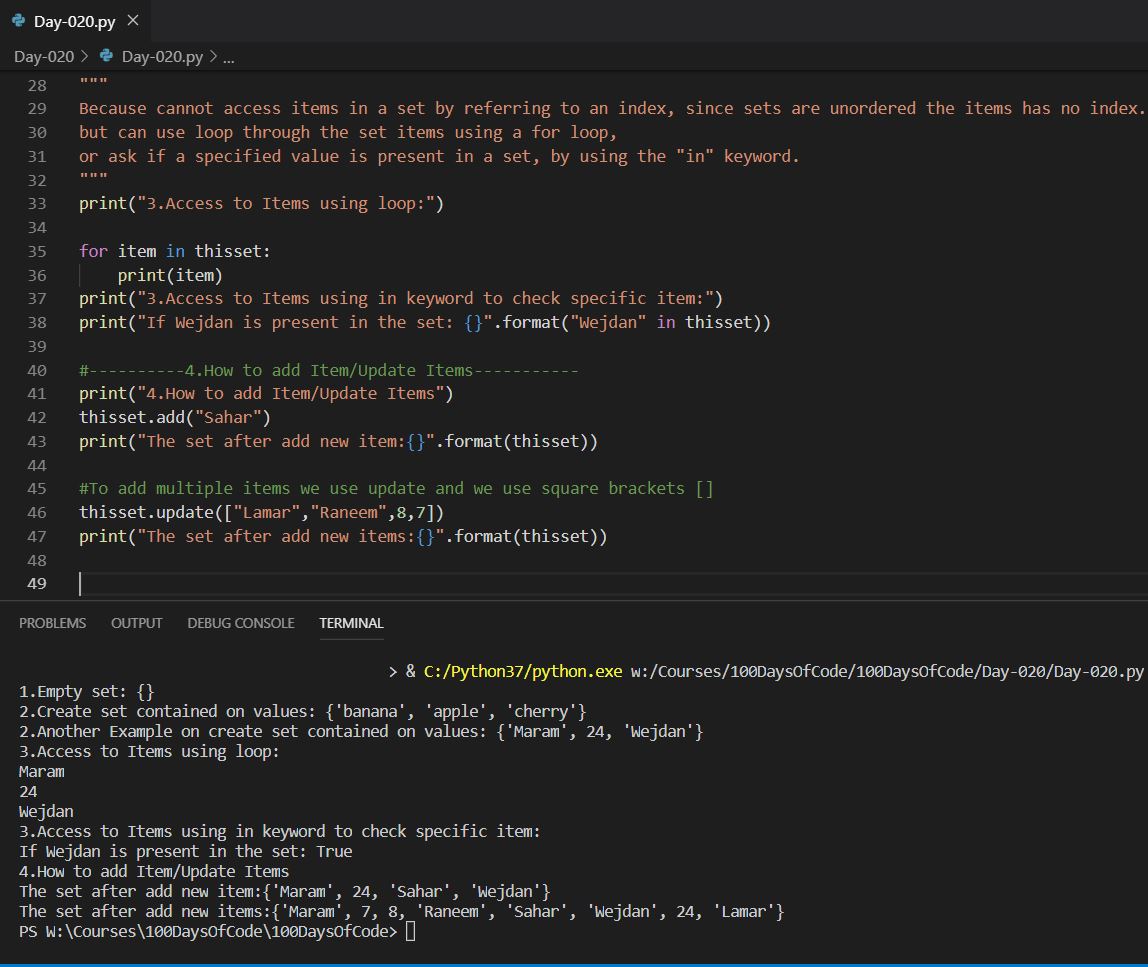 Day-020.py ×
Day-020 > Day-020.py > ...
28 """
29 Because cannot access items in a set by referring to an index, since sets are unordered the items has no index.
30 but can use loop through the set items using a for loop,
31 or ask if a specified value is present in a set, by using the "in" keyword.
32 """
33 print("3.Access to Items using loop:")
34
35 for item in thisset:
36     print(item)
37 print("3.Access to Items using in keyword to check specific item:")
38 print("If Wejdan is present in the set: {}".format("Wejdan" in thisset))
39
40 #----------4.How to add Item/Update Items-----------
41 print("4.How to add Item/Update Items")
42 thisset.add("Sahar")
43 print("The set after add new item:{}".format(thisset))
44
45 #To add multiple items we use update and we use square brackets []
46 thisset.update(["Lamar","Raneem",8,7])
47 print("The set after add new items:{}".format(thisset))
48
49
PROBLEMS OUTPUT DEBUG CONSOLE TERMINAL
> & C:/Python37/python.exe w:/Courses/100DaysOfCode/100DaysOfCode/Day-020/Day-020.py
1.Empty set: {}
2.Create set contained on values: {'banana', 'apple', 'cherry'}
2.Another Example on create set contained on values: {'Maram', 24, 'Wejdan'}
3.Access to Items using loop:
Maram
24
Wejdan
3.Access to Items using in keyword to check specific item:
If Wejdan is present in the set: True
4.How to add Item/Update Items
The set after add new item:{'Maram', 24, 'Sahar', 'Wejdan'}
The set after add new items:{'Maram', 7, 8, 'Raneem', 'Sahar', 'Wejdan', 24, 'Lamar'}
PS W:\Courses\100DaysOfCode\100DaysOfCode>